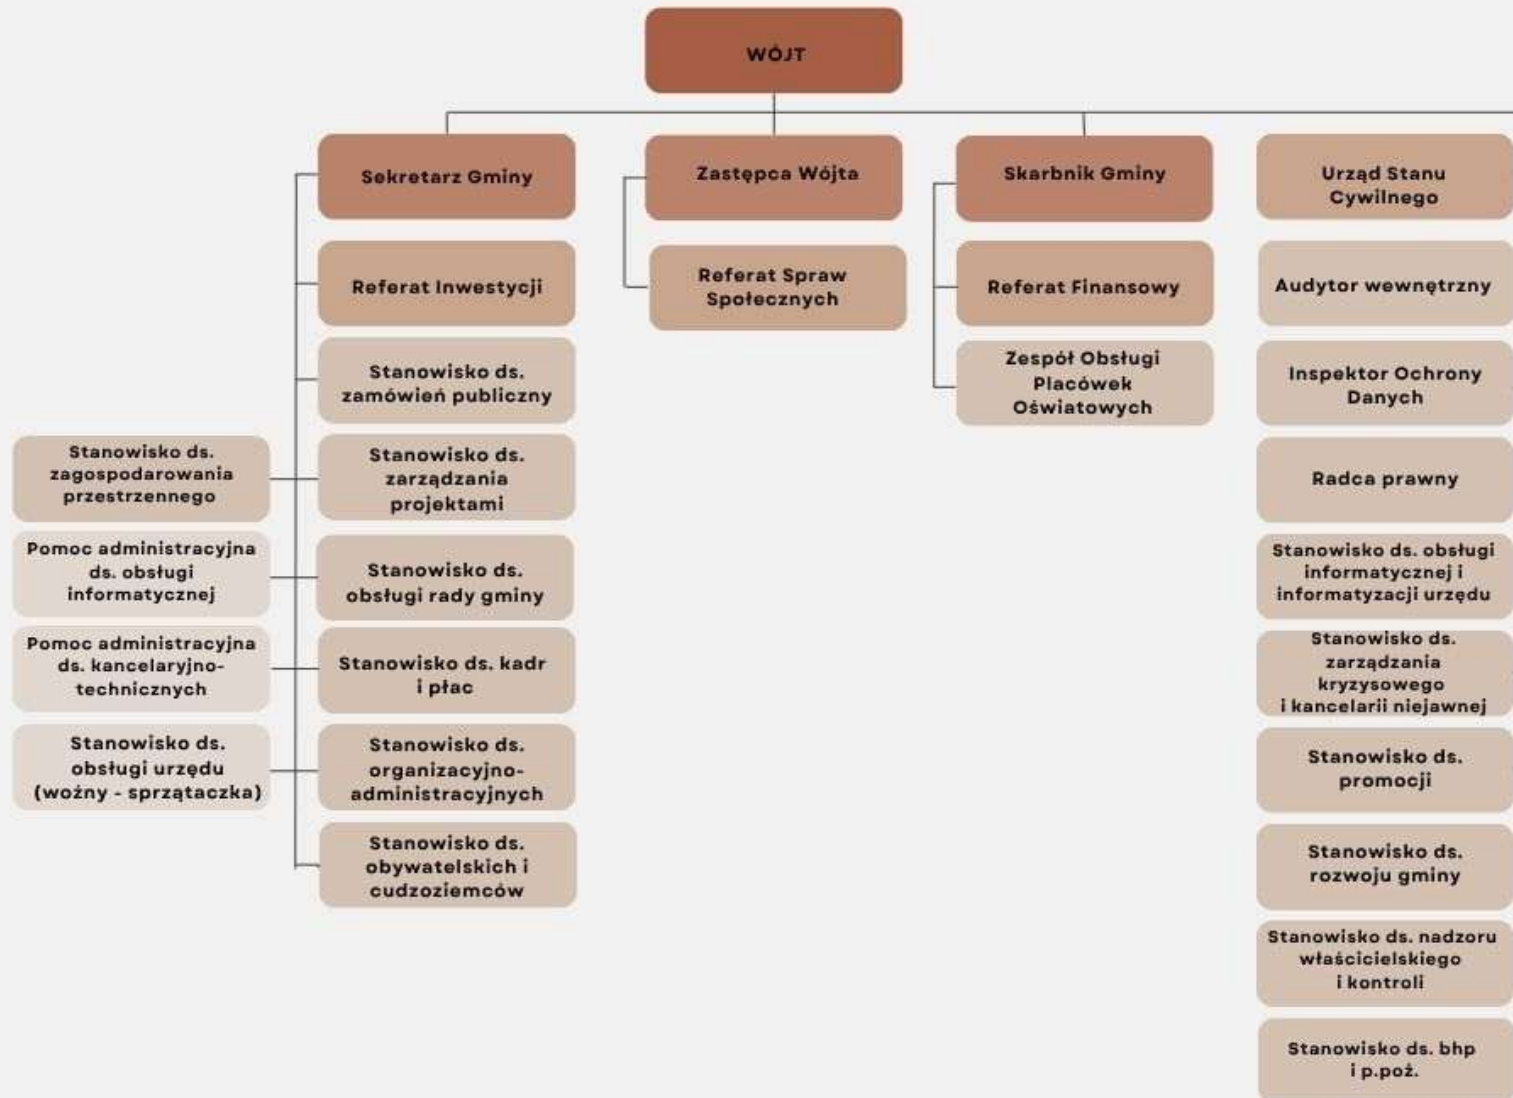 WÓJT
Sekretarz Gminy
Zastępca Wójta
Skarbnik Gminy
Urząd Stanu
Cywilnego
Referat Inwestycji
Referat Spraw
Społecznych
Referat Finansowy
Audytor wewnętrzny
Stanowisko ds.
zamówień publiczny
Zespół Obsługi
Placówek
Oświatowych
Inspektor Ochrony
Danych
Stanowisko ds.
zagospodarowania
przestrzennego
Stanowisko ds.
zarządzania
projektami
Radca prawny
Pomoc administracyjna
ds. obsługi
informatycznej
Stanowisko ds.
obsługi rady gminy
Stanowisko ds. obsługi
informatycznej i
informatyzacji urzędu
Pomoc administracyjna
ds. kancelaryjno-
technicznych
Stanowisko ds. kadr
i płac
Stanowisko ds.
zarządzania
kryzysowego
i kancelarii niejawnej
Stanowisko ds.
obsługi urzędu
(woźny - sprzątaczka)
Stanowisko ds.
organizacyjno-
administracyjnych
Stanowisko ds.
promocji
Stanowisko ds.
obywatelskich i
cudzoziemców
Stanowisko ds.
rozwoju gminy
Stanowisko ds. nadzoru
właścicielskiego
i kontroli
Stanowisko ds. bhp
i p.poż.